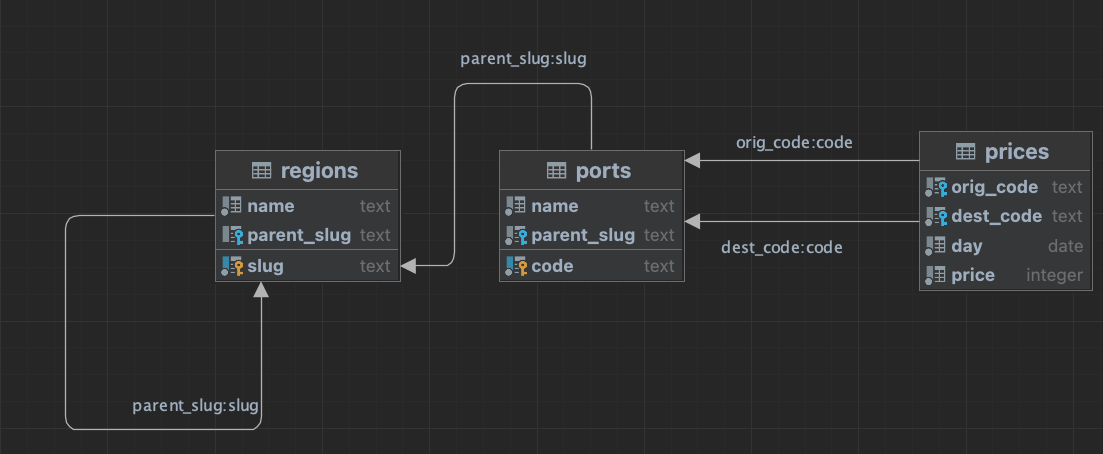 parent_slug:slug
regions
name text
parent_slug text
slug text
parent_slug:slug
ports
name text
parent_slug text
code text
orig_code:code
dest_code:code
prices
orig_code text
dest_code text
day date
price integer